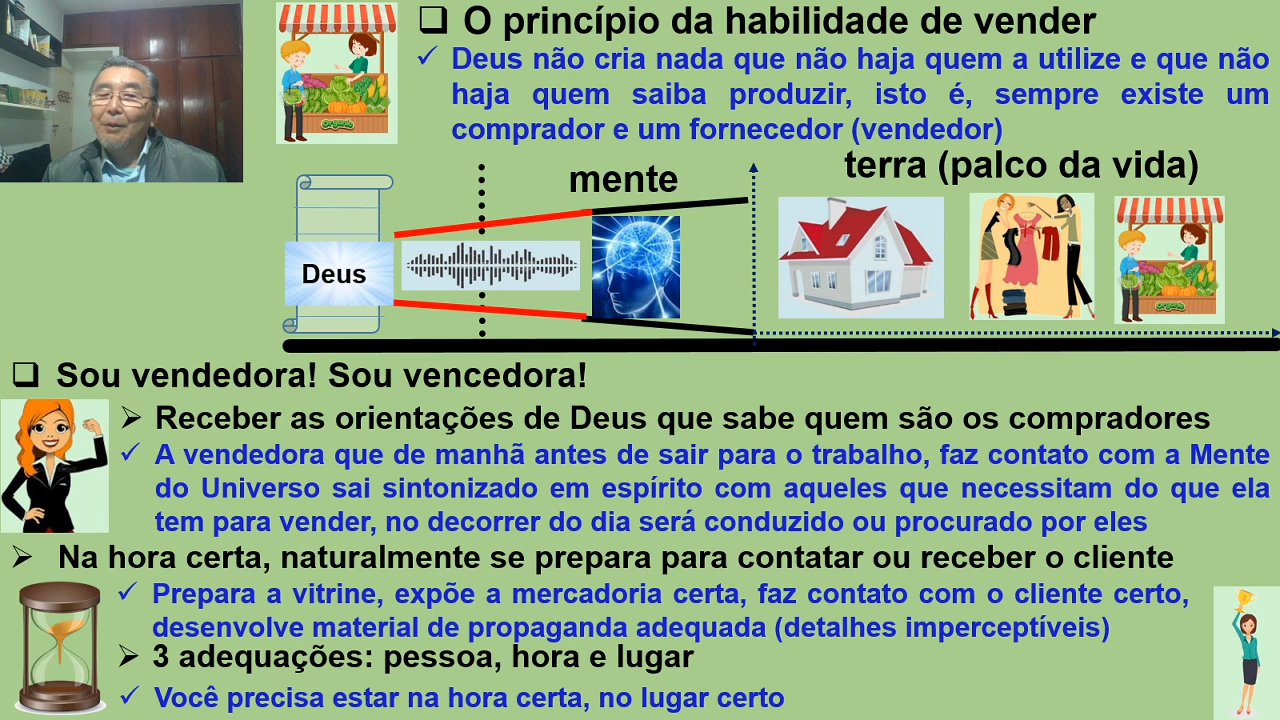 O princípio da habilidade de vender
Deus não cria nada que não haja quem a utilize e que não
haja quem saiba produzir, isto é, sempre existe um
comprador e um fornecedor (vendedor)
Organic
mente
terra (palco da vida)
Deus
Organic
Sou vendedora! Sou vencedora!
Receber as orientações de Deus que sabe quem são os compradores
A vendedora que de manhã antes de sair para o trabalho, faz contato com a Mente
do Universo sai sintonizado em espírito com aqueles que necessitam do que ela
tem para vender, no decorrer do dia será conduzido ou procurado por eles
Na hora certa, naturalmente se prepara para contatar ou receber o cliente
Prepara a vitrine, expõe a mercadoria certa, faz contato com o cliente certo,
desenvolve material de propaganda adequada (detalhes imperceptíveis)
3 adequações: pessoa, hora e lugar
Você precisa estar na hora certa, no lugar certo